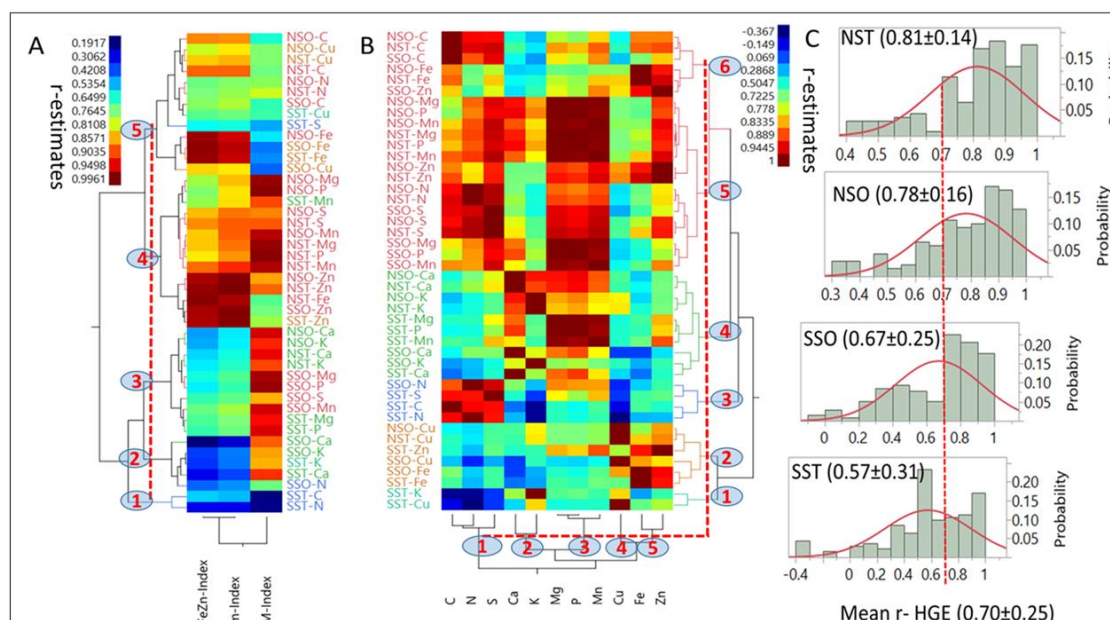 A
0.1917
0.3062
0.4208
0.5354
0.6499
0.7645
0.8108
0.8571
0.9035
0.9498
0.9961
r-estimates
5
4
3
2
1
NSO-C
NSO-Cu
NST-Cu
NST-C
NSO-N
NST-N
SSO-C
SST-Cu
SST-S
NSO-Fe
SSO-Fe
SST-Fe
SSO-Cu
NSO-Mg
NSO-P
SST-Mn
NSO-S
NST-S
NSO-Mn
NST-Mg
NST-P
NST-Mn
NSO-Zn
NST-Zn
NST-Fe
SSO-Zn
SST-Zn
NSO-Ca
NSO-K
NST-Ca
NST-K
SSO-Mg
SSO-P
SSO-S
SSO-Mn
SST-Mg
SST-P
SSO-Ca
SSO-K
SST-K
SST-Ca
SSO-N
SST-C
SST-N
FeZn-Index
M-Index
B
NSO-C
NST-C
SSO-C
NSO-Fe
NST-Fe
SSO-Zn
NSO-Mg
NSO-P
NSO-Mn
NST-Mg
NST-P
NST-Mn
NSO-Zn
NST-Zn
NSO-N
NST-N
SSO-S
NSO-S
NST-S
SSO-Mg
SSO-P
SSO-Mn
NSO-Ca
NST-Ca
NSO-K
NST-K
SST-Mg
SST-P
SST-Mn
SSO-Ca
SSO-K
SST-Ca
SSO-N
SST-S
SST-C
SST-N
NSO-Cu
NST-Cu
SST-Zn
SSO-Cu
SSO-Fe
SST-Fe
SST-K
SST-Cu
6
5
4
3
2
1
1 2 3 4 5
C N S Ca K Mg P Mn Cu Fe Zn
-0.367
-0.149
0.069
0.2868
0.5047
0.7225
0.778
0.8335
0.889
0.9445
1
r-estimates
C
NST (0.81±0.14)
0.15
0.10
0.05
0.4 0.5 0.6 0.7 0.8 0.9 1
NSO (0.78±0.16)
0.15
0.10
0.05
Probability
0.3 0.4 0.5 0.6 0.7 0.8 0.9 1
SSO (0.67±0.25)
0.20
0.15
0.10
0.05
Probability
0 0.2 0.4 0.6 0.8 1
SST (0.57±0.31)
0.20
0.15
0.10
0.05
Probability
-0.4 0 0.2 0.4 0.6 0.8 1
Mean r- HGE (0.70±0.25)